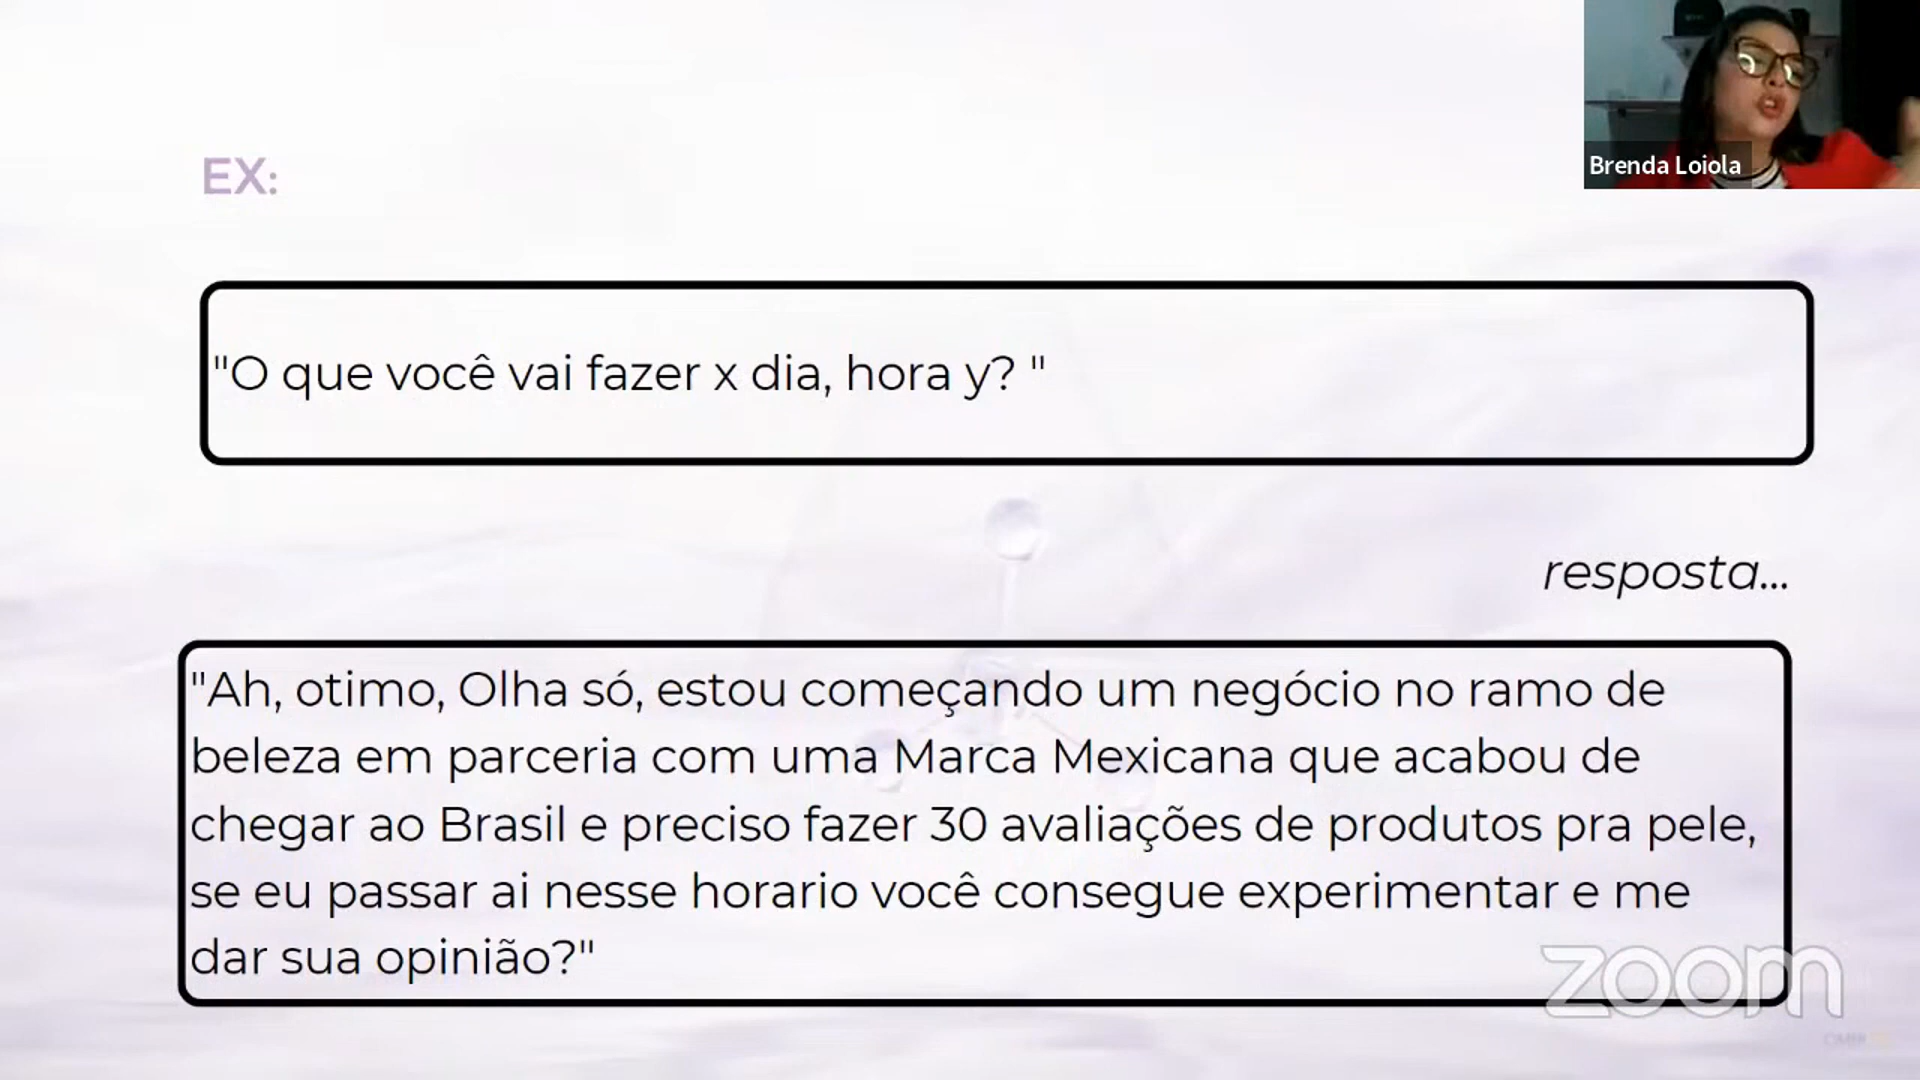 Brenda Loiola
EX:
"O que você vai fazer x dia, hora y? "
resposta...
"Ah, otimo, Olha só, estou começando um negócio no ramo de
beleza em parceria com uma Marca Mexicana que acabou de
chegar ao Brasil e preciso fazer 30 avaliações de produtos pra pele,
se eu passar ai nesse horario você consegue experimentar e me
dar sua opinião?"
zoom